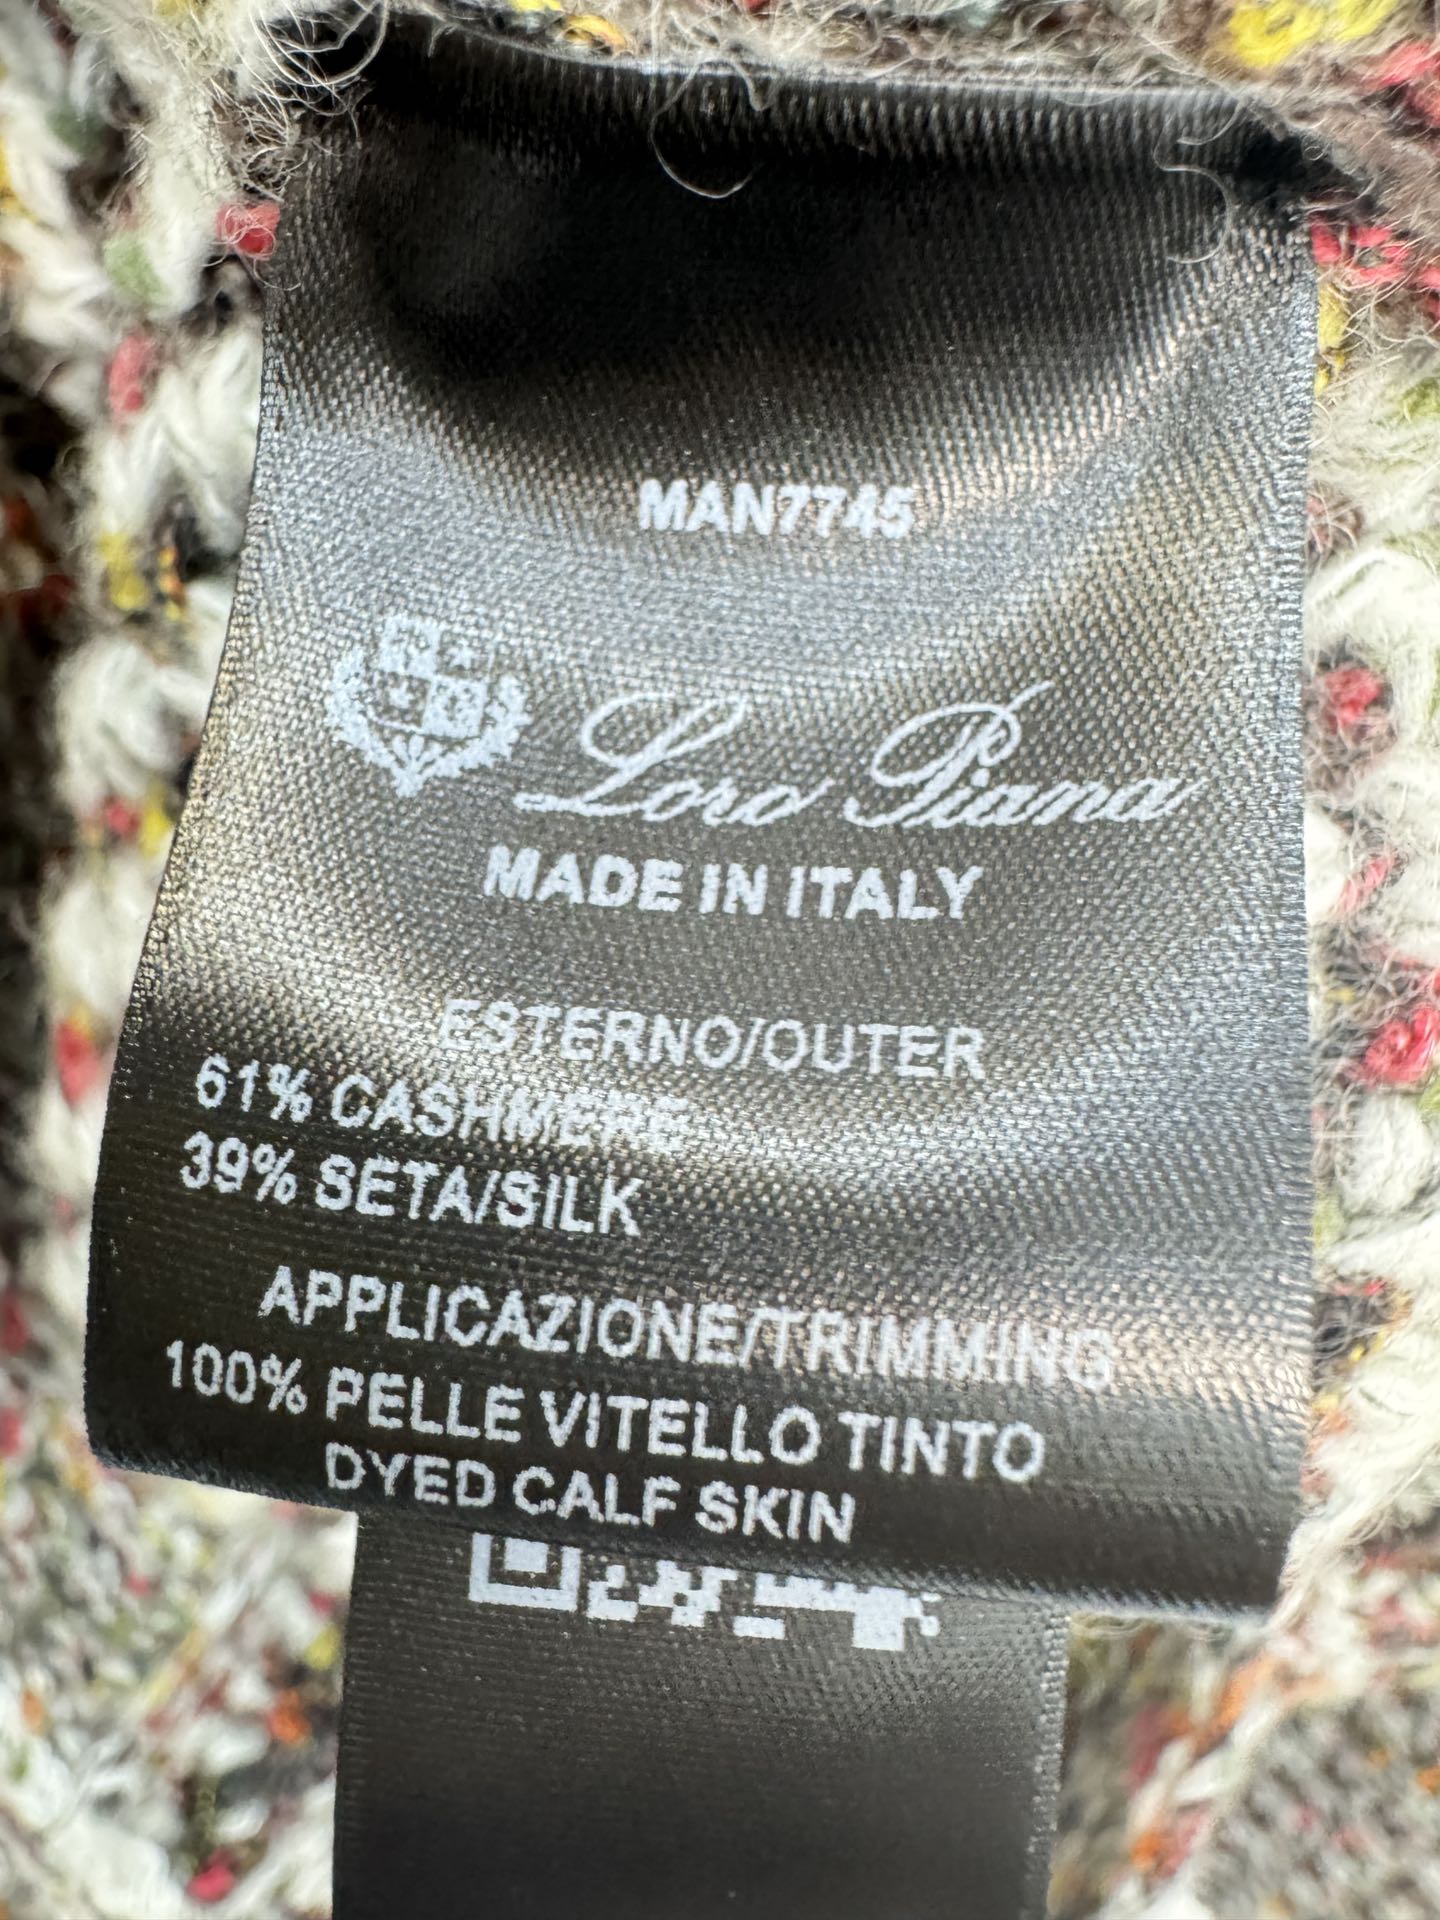 MAN7745
Loro Piana
MADE IN ITALY
ESTERNO/OUTER
61% CASHMERE
39% SETA/SILK
APPLICAZIONE/TRIMMING
100% PELLE VITELLO TINTO
DYED CALF SKIN